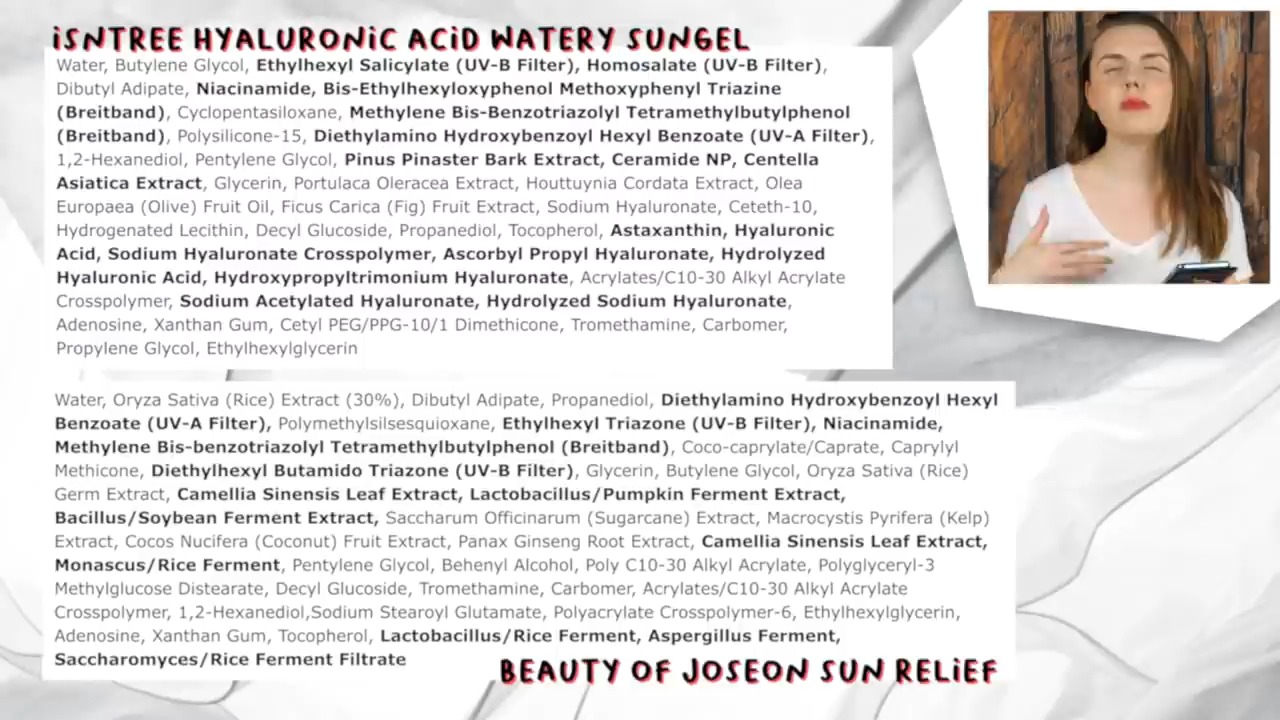 iSNTREE HYALURONiC ACiD WATERY SUNGEL
Water, Butylene Glycol, Ethylhexyl Salicylate (UV-B Filter), Homosalate (UV-B Filter),
Dibutyl Adipate, Niacinamide, Bis-Ethylhexyloxyphenol Methoxyphenyl Triazine
(Breitband), Cyclopentasiloxane, Methylene Bis-Benzotriazolyl Tetramethylbutylphenol
(Breitband), Polysilicone-15, Diethylamino Hydroxybenzoyl Hexyl Benzoate (UV-A Filter),
1,2-Hexanediol, Pentylene Glycol, Pinus Pinaster Bark Extract, Ceramide NP, Centella
Asiatica Extract, Glycerin, Portulaca Oleracea Extract, Houttuynia Cordata Extract, Olea
Europaea (Olive) Fruit Oil, Ficus Carica (Fig) Fruit Extract, Sodium Hyaluronate, Ceteth-10,
Hydrogenated Lecithin, Decyl Glucoside, Propanediol, Tocopherol, Astaxanthin, Hyaluronic
Acid, Sodium Hyaluronate Crosspolymer, Ascorbyl Propyl Hyaluronate, Hydrolyzed
Hyaluronic Acid, Hydroxypropyltrimonium Hyaluronate, Acrylates/C10-30 Alkyl Acrylate
Crosspolymer, Sodium Acetylated Hyaluronate, Hydrolyzed Sodium Hyaluronate,
Adenosine, Xanthan Gum, Cetyl PEG/PPG-10/1 Dimethicone, Tromethamine, Carbomer,
Propylene Glycol, Ethylhexylglycerin
Water, Oryza Sativa (Rice) Extract (30%), Dibutyl Adipate, Propanediol, Diethylamino Hydroxybenzoyl Hexyl
Benzoate (UV-A Filter), Polymethylsilsesquioxane, Ethylhexyl Triazone (UV-B Filter), Niacinamide,
Methylene Bis-benzotriazolyl Tetramethylbutylphenol (Breitband), Coco-caprylate/Caprate, Caprylyl
Methicone, Diethylhexyl Butamido Triazone (UV-B Filter), Glycerin, Butylene Glycol, Oryza Sativa (Rice)
Germ Extract, Camellia Sinensis Leaf Extract, Lactobacillus/Pumpkin Ferment Extract,
Bacillus/Soybean Ferment Extract, Saccharum Officinarum (Sugarcane) Extract, Macrocystis Pyrifera (Kelp)
Extract, Cocos Nucifera (Coconut) Fruit Extract, Panax Ginseng Root Extract, Camellia Sinensis Leaf Extract,
Monascus/Rice Ferment, Pentylene Glycol, Behenyl Alcohol, Poly C10-30 Alkyl Acrylate, Polyglyceryl-3
Methylglucose Distearate, Decyl Glucoside, Tromethamine, Carbomer, Acrylates/C10-30 Alkyl Acrylate
Crosspolymer, 1,2-Hexanediol,Sodium Stearoyl Glutamate, Polyacrylate Crosspolymer-6, Ethylhexylglycerin,
Adenosine, Xanthan Gum, Tocopherol, Lactobacillus/Rice Ferment, Aspergillus Ferment,
Saccharomyces/Rice Ferment Filtrate
BEAUTY OF JOSEON SUN RELiEF